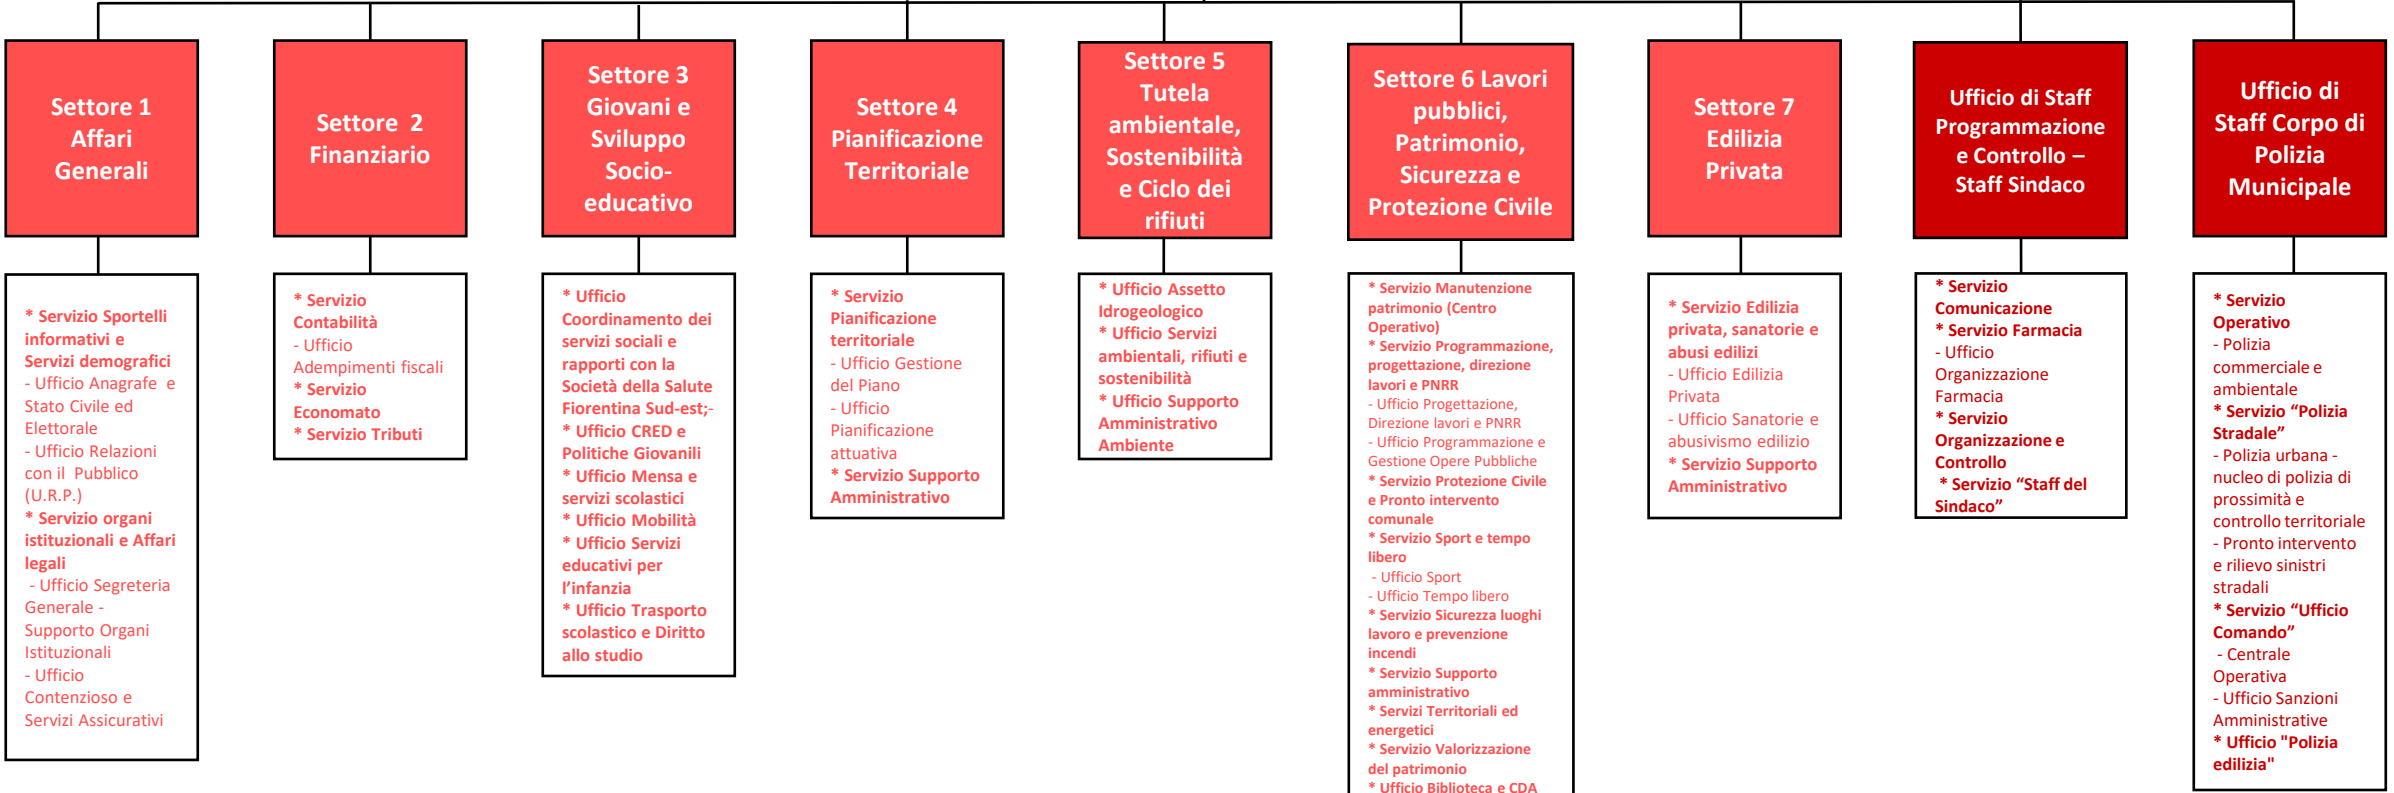 Settore 1
Affari
Generali
Settore 2
Finanziario
Settore 3
Giovani e
Sviluppo
Socio-
educativo
Settore 4
Pianificazione
Territoriale
Settore 5
Tutela
ambientale,
Sostenibilità
e Ciclo dei
rifiuti
Settore 6 Lavori
pubblici,
Patrimonio,
Sicurezza e
Protezione Civile
Settore 7
Edilizia
Privata
Ufficio di Staff
Programmazione
e Controllo –
Staff Sindaco
Ufficio di
Staff Corpo di
Polizia
Municipale
* Servizio Sportelli
informativi e
Servizi demografici
- Ufficio Anagrafe e
Stato Civile ed
Elettorale
- Ufficio Relazioni
con il Pubblico
(U.R.P.)
* Servizio organi
istituzionali e Affari
legali
- Ufficio Segreteria
Generale -
Supporto Organi
Istituzionali
- Ufficio
Contenzioso e
Servizi Assicurativi
* Servizio
Contabilità
- Ufficio
Adempimenti fiscali
* Servizio
Economato
* Servizio Tributi
* Ufficio
Coordinamento dei
servizi sociali e
rapporti con la
Società della Salute
Fiorentina Sud-est;-
* Ufficio CRED e
Politiche Giovanili
* Ufficio Mensa e
servizi scolastici
* Ufficio Mobilità
* Ufficio Servizi
educativi per
l’infanzia
* Ufficio Trasporto
scolastico e Diritto
allo studio
* Servizio
Pianificazione
territoriale
- Ufficio Gestione
del Piano
- Ufficio
Pianificazione
attuativa
* Servizio Supporto
Amministrativo
* Ufficio Assetto
Idrogeologico
* Ufficio Servizi
ambientali, rifiuti e
sostenibilità
* Ufficio Supporto
Amministrativo
Ambiente
* Servizio Manutenzione
patrimonio (Centro
Operativo)
* Servizio Programmazione,
progettazione, direzione
lavori e PNRR
- Ufficio Progettazione,
Direzione lavori e PNRR
- Ufficio Programmazione e
Gestione Opere Pubbliche
* Servizio Protezione Civile
e Pronto intervento
comunale
* Servizio Sport e tempo
libero
- Ufficio Sport
- Ufficio Tempo libero
* Servizio Sicurezza luoghi
lavoro e prevenzione
incendi
* Servizio Supporto
amministrativo
* Servizi Territoriali ed
energetici
* Servizio Valorizzazione
del patrimonio
* Ufficio Biblioteca e CDA
* Servizio Edilizia
privata, sanatorie e
abusi edilizi
- Ufficio Edilizia
Privata
- Ufficio Sanatorie e
abusivismo edilizio
* Servizio Supporto
Amministrativo
* Servizio
Comunicazione
* Servizio Farmacia
- Ufficio
Organizzazione
Farmacia
* Servizio
Organizzazione e
Controllo
* Servizio “Staff del
Sindaco”
* Servizio
Operativo
- Polizia
commerciale e
ambientale
* Servizio “Polizia
Stradale”
- Polizia urbana -
nucleo di polizia di
prossimità e
controllo territoriale
- Pronto intervento
e rilievo sinistri
stradali
* Servizio “Ufficio
Comando”
- Centrale
Operativa
- Ufficio Sanzioni
Amministrative
* Ufficio "Polizia
edilizia"